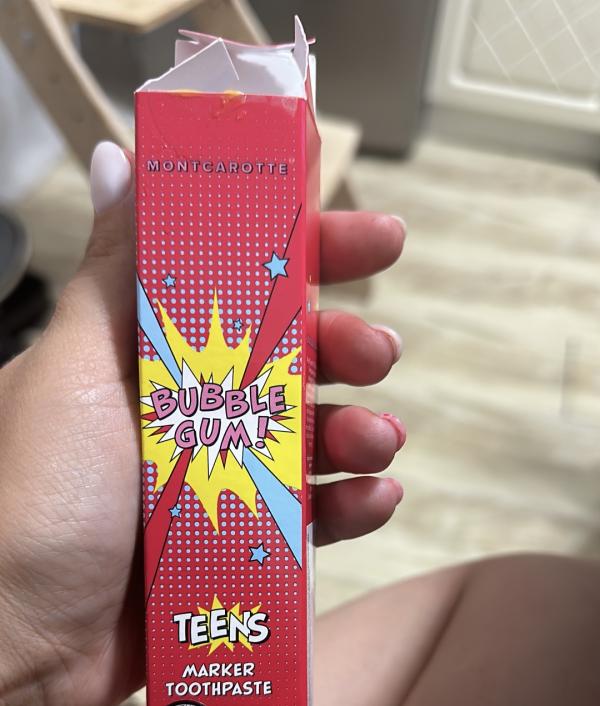 MONTCAROTTE
BUBBLE
GUM!
TEENS
MARKER
TOOTHPASTE